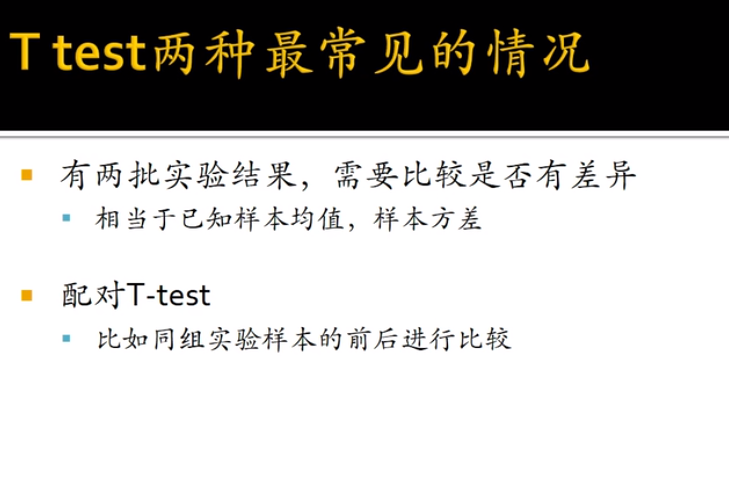 T test两种最常见的情况
有两批实验结果，需要比较是否有差异
相当于已知样本均值，样本方差
配对T-test
比如同组实验样本的前后进行比较